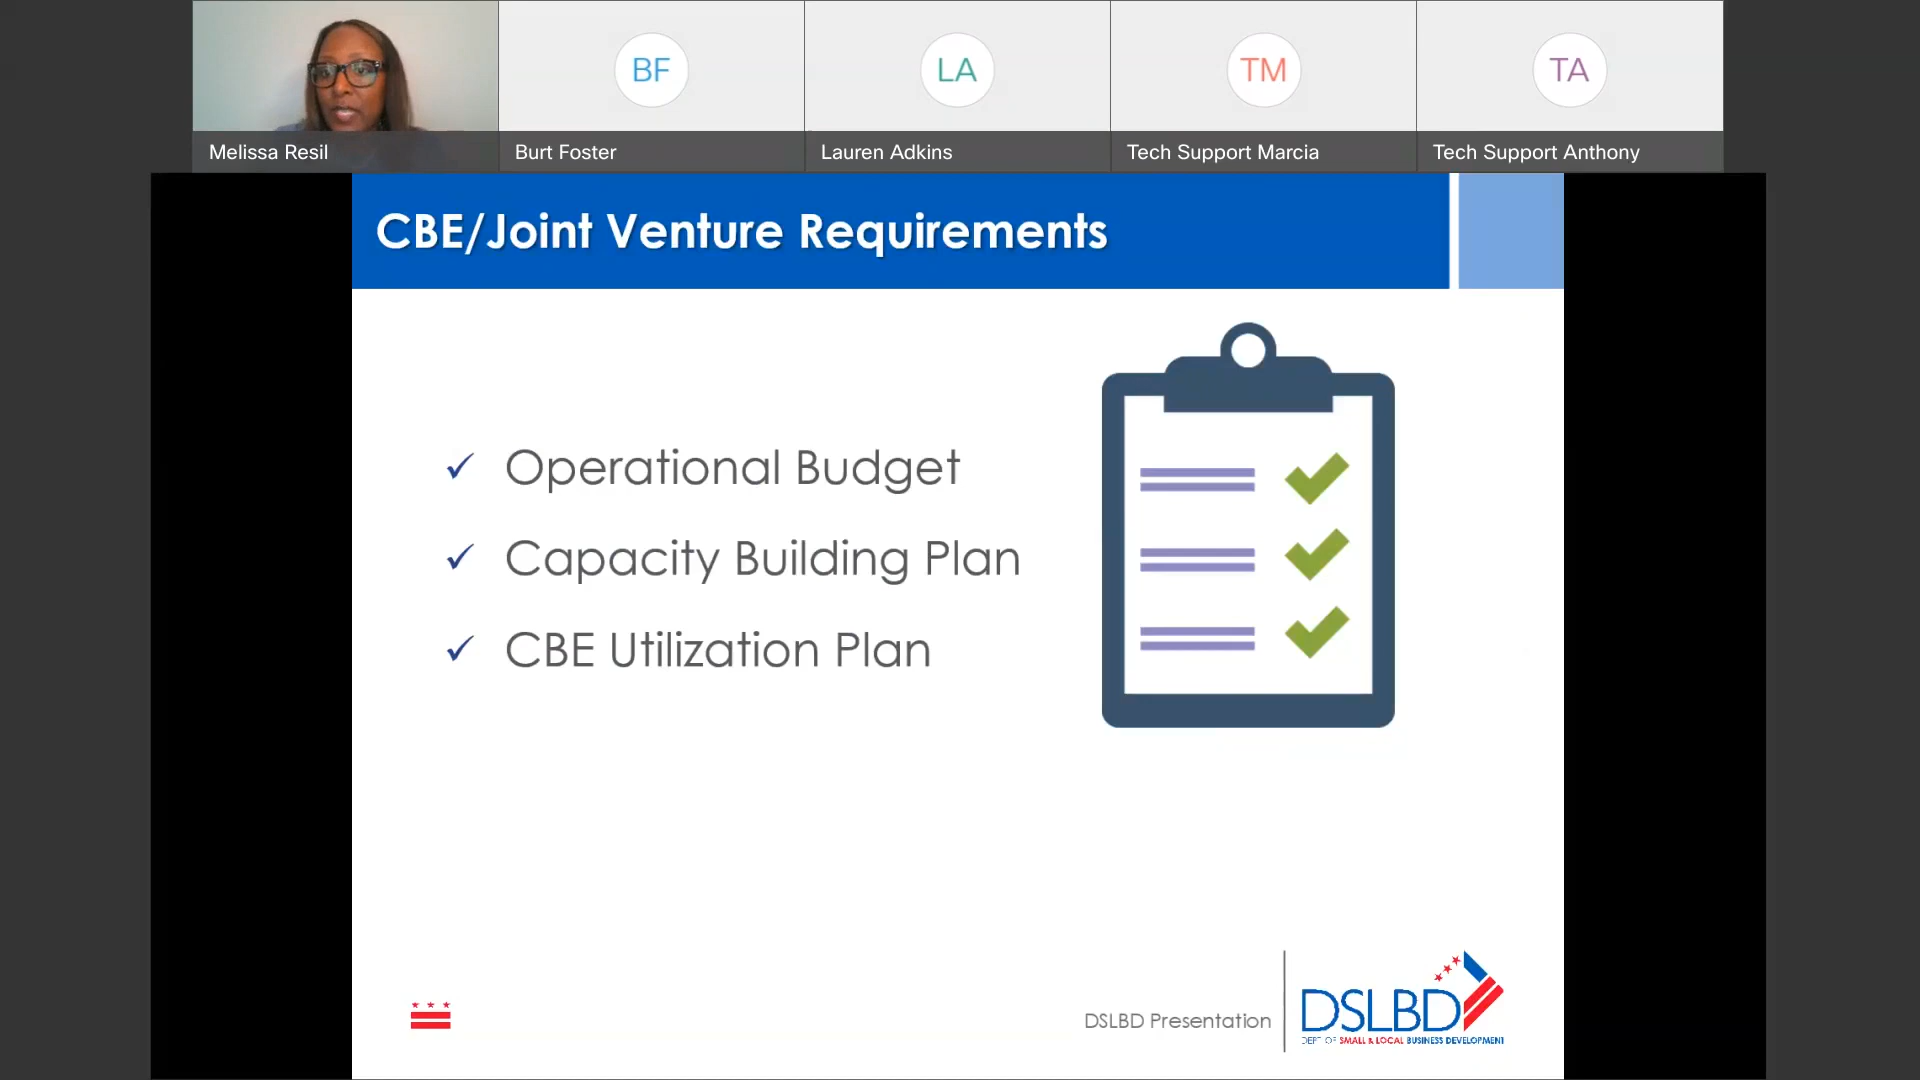 BF
LA
TM
TA
Melissa Resil
Burt Foster
Lauren Adkins
Tech Support Marcia
Tech Support Anthony
CBE/Joint Venture Requirements
✓ Operational Budget
✓ Capacity Building Plan
✓ CBE Utilization Plan
DSLBD Presentation
DSLBD
DEPT OF SMALL & LOCAL BUSINESS DEVELOPMENT